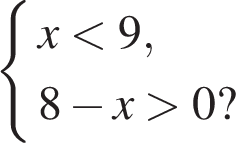 x < 9,
8 − x > 0?